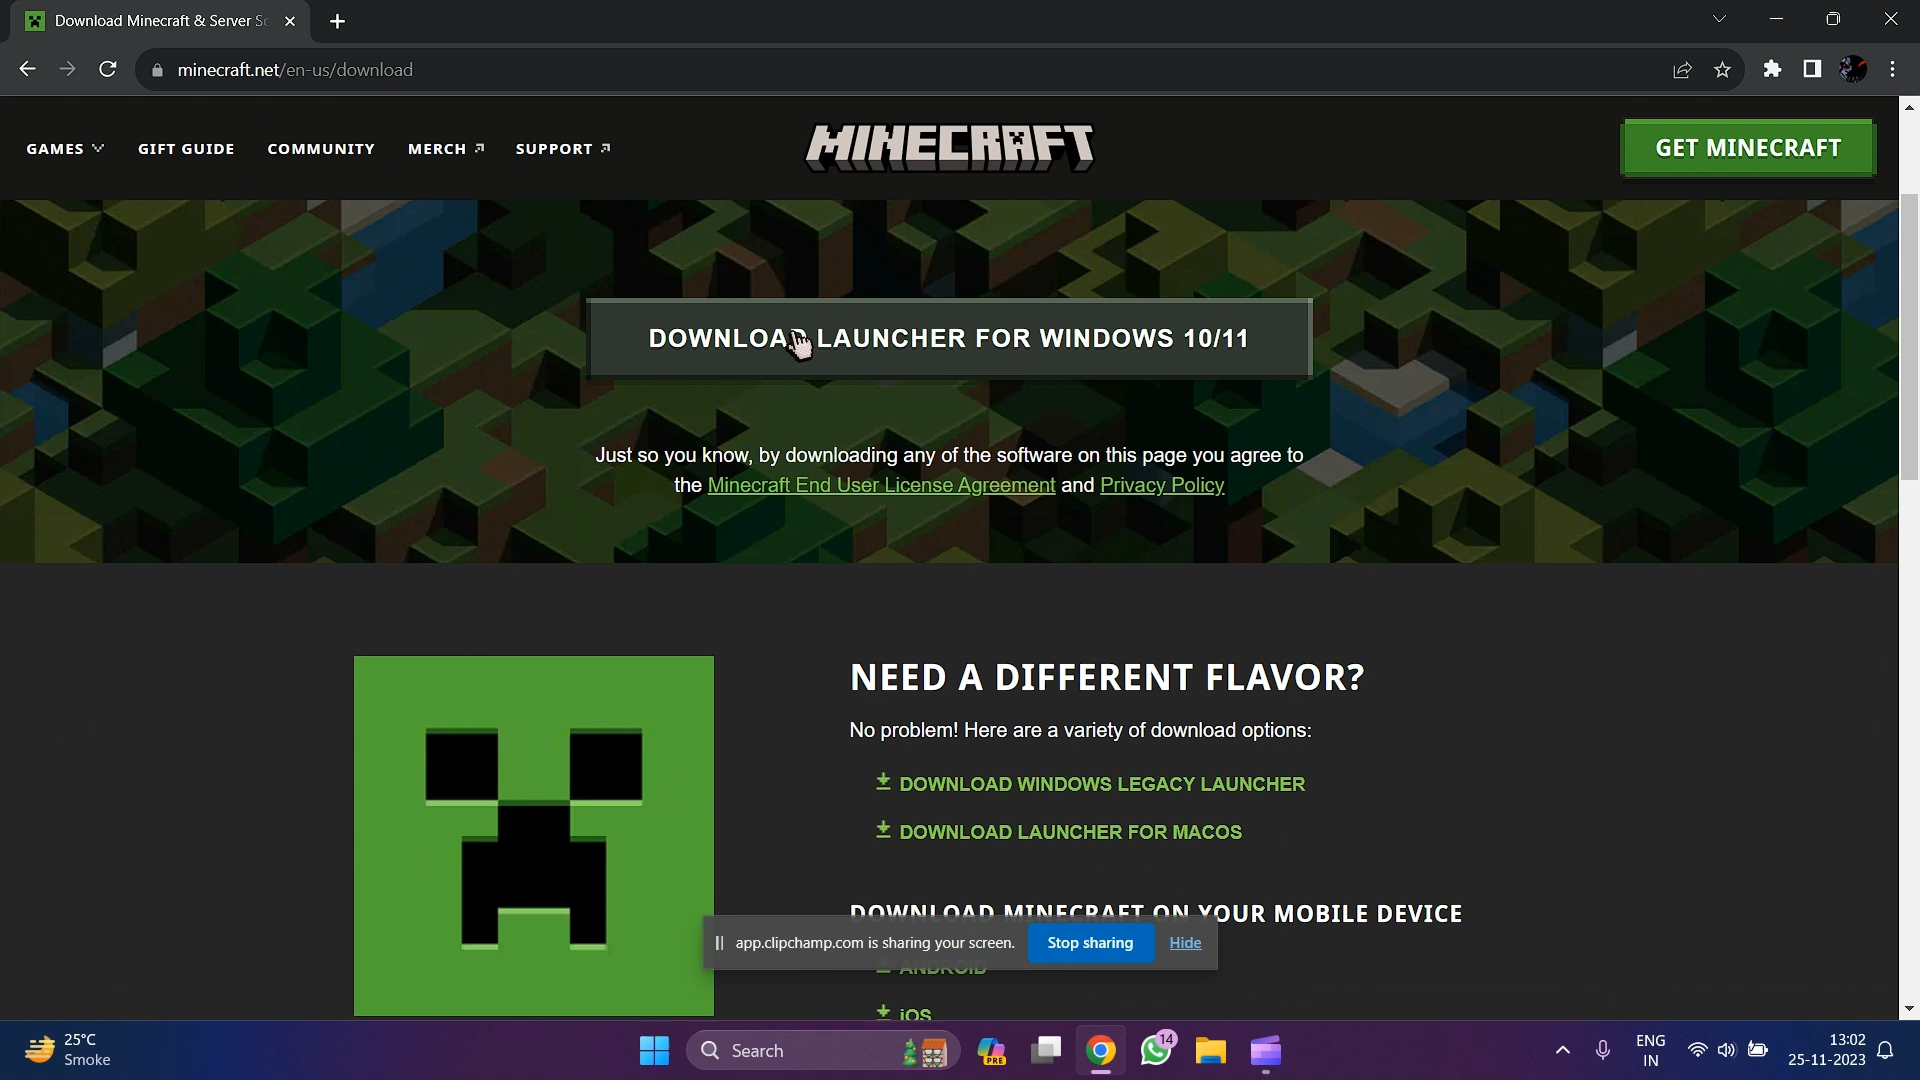 Download Minecraft & Server S
minecraft.net/en-us/download
GAMES
GIFT GUIDE
COMMUNITY
MERCH
SUPPORT
MINECRAFT
GET MINECRAFT
DOWNLOAD LAUNCHER FOR WINDOWS 10/11
Just so you know, by downloading any of the software on this page you agree to
the Minecraft End User License Agreement and Privacy Policy
NEED A DIFFERENT FLAVOR?
No problem! Here are a variety of download options:
DOWNLOAD WINDOWS LEGACY LAUNCHER
DOWNLOAD LAUNCHER FOR MACOS
DOWNLOAD MINECRAFT ON YOUR MOBILE DEVICE
app.clipchamp.com is sharing your screen.
Stop sharing
Hide
ANDROID
iOS
25°C
Smoke
Search
PRE
14
ENG
IN
13:02
25-11-2023